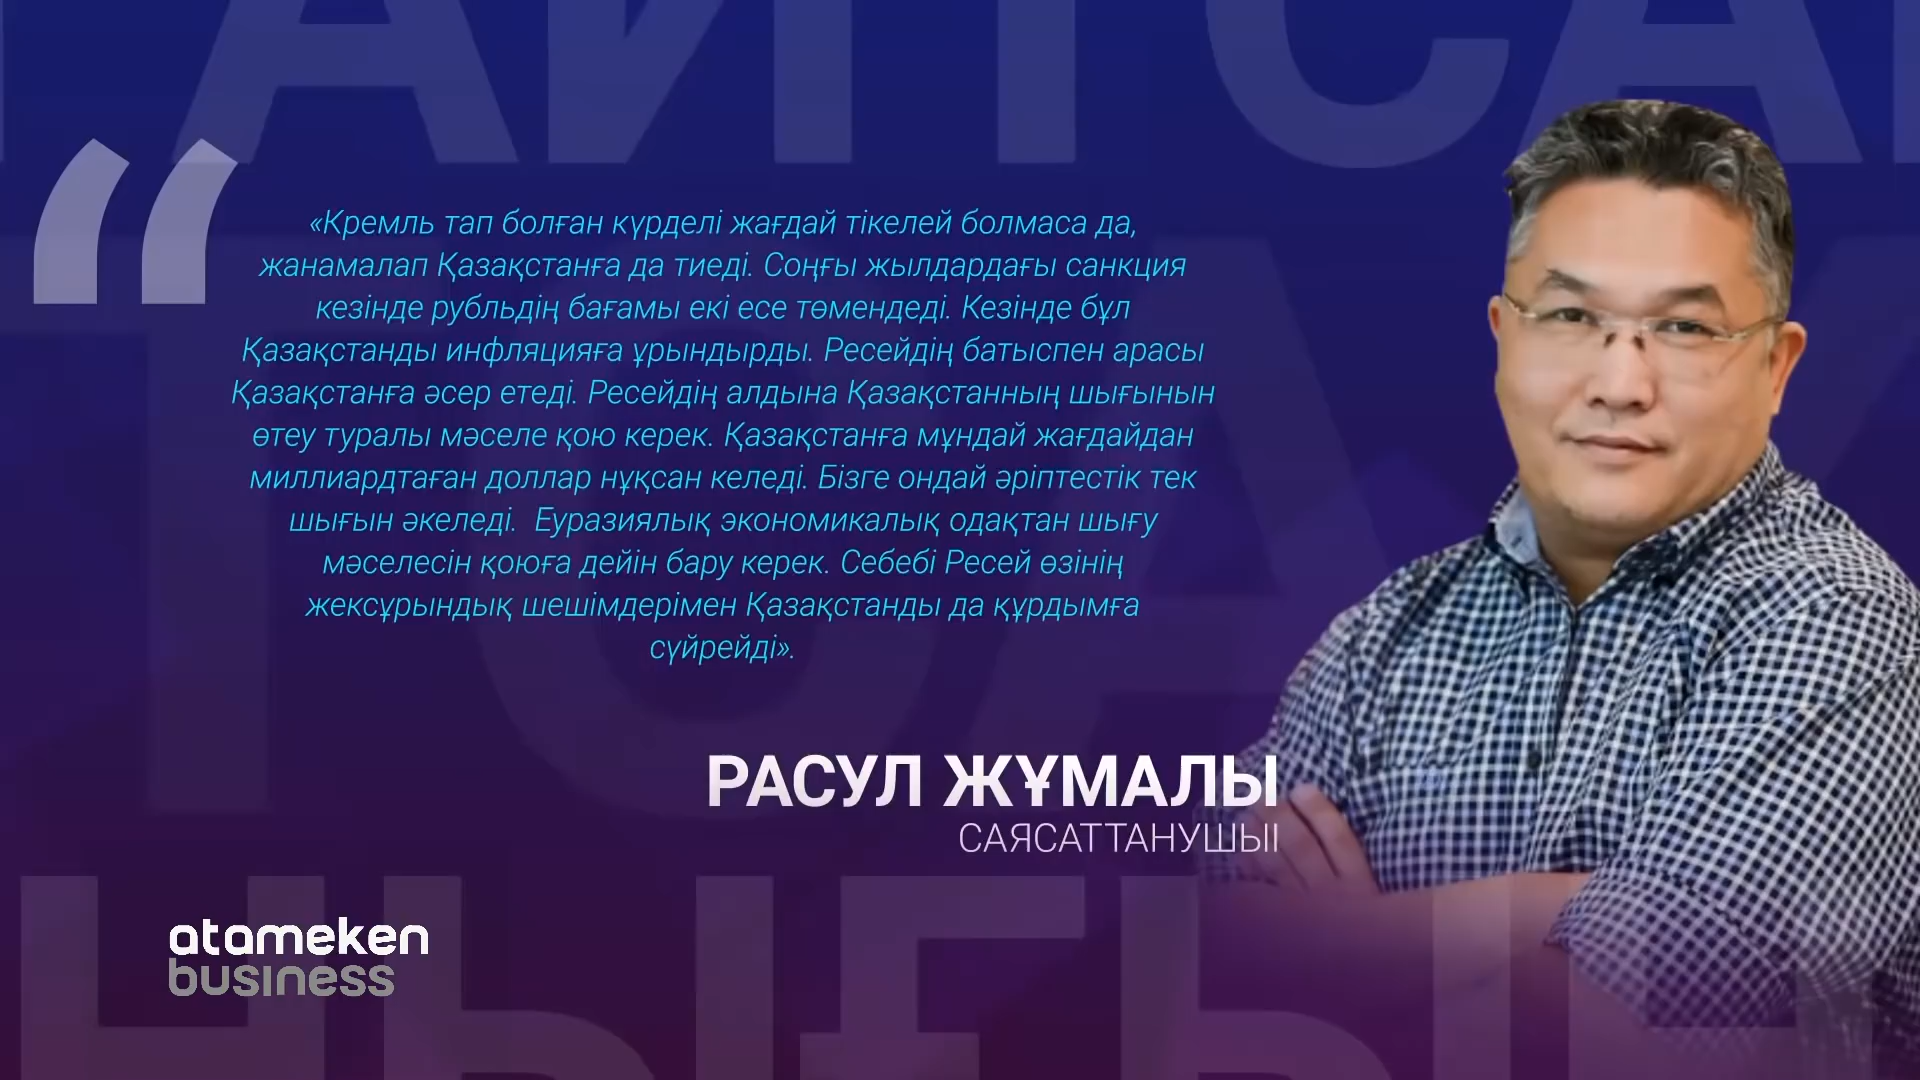 «Кремль тап болған күрделі жағдай тікелей болмаса да,
жанамалап Қазақстанға да тиеді. Соңғы жылдардағы санкция
кезінде рубльдің бағамы екі есе төмендеді. Кезінде бұл
Қазақстанды инфляцияға ұрындырды. Ресейдің батыспен арасы
Қазақстанға әсер етеді. Ресейдің алдына Қазақстанның шығынын
өтеу туралы мәселе қою керек. Қазақстанға мұндай жағдайдан
миллиардтаған доллар нұқсан келеді. Бізге ондай әріптестік тек
шығын әкеледі. Еуразиялық экономикалық одақтан шығу
мәселесін қоюға дейін бару керек. Себебі Ресей өзінің
жексұрындық шешімдерімен Қазақстанды да құрдымға
сүйрейді».
РАСУЛ ЖҰМАЛЫ
САЯСАТТАНУШЫІ
atameken
business